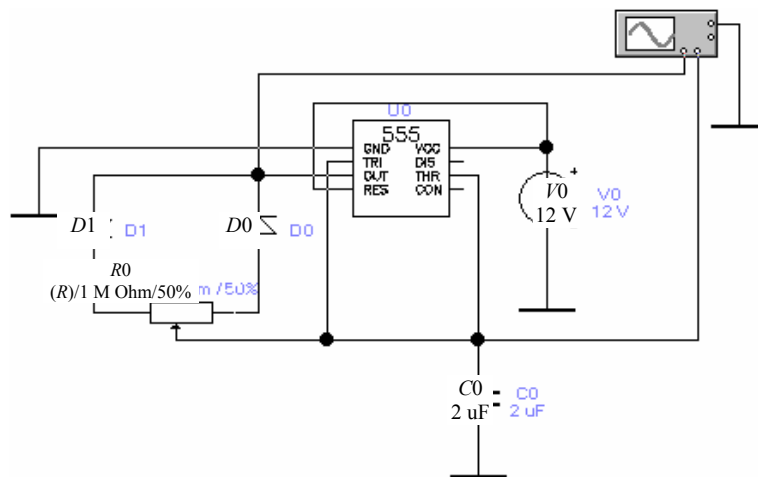 U0
555
GND VCC
TRI DIS
OUT THR
RES CON
V0 V0
12 V 12 V
D1 D1 D0 D0
R0
(R)/1 M Ohm/50% m /50%
C0 C0
2 uF 2 uF